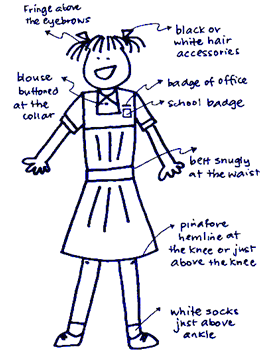 Fringe above
the eyebrows
black or
white hair
accessories
blouse
buttoned
at the
collar
badge of office
school badge
belt snugly
at the waist
pinafore
hemline at
the knee or just
above the knee
white socks
just above
ankle